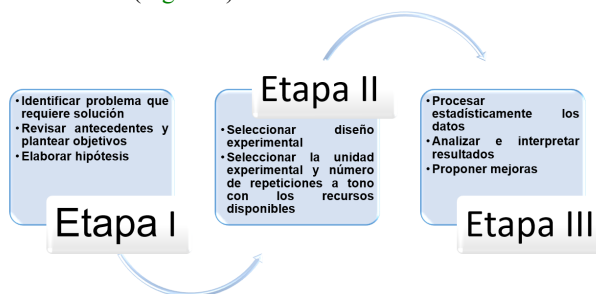 • Identificar problema que
requiere solución
• Revisar antecedentes y
plantear objetivos
• Elaborar hipótesis
Etapa I
Etapa II
• Seleccionar diseño
experimental
• Seleccionar la unidad
experimental y número
de repeticiones a tono
con los recursos
disponibles
• Procesar
estadísticamente los
datos
• Analizar e interpretar
resultados
• Proponer mejoras
Etapa III